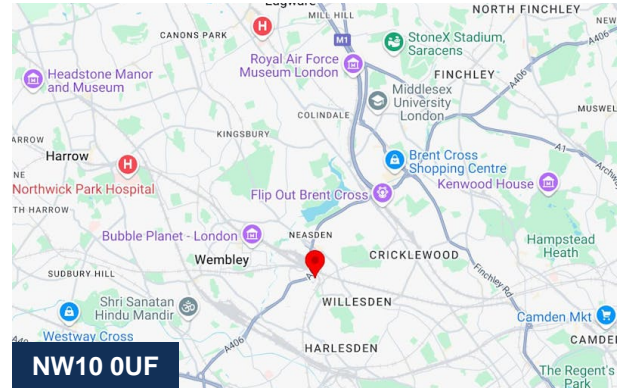 Edgware
MILL HILL
NORTH FINCHLEY
CANONS PARK
M1
StoneX Stadium,
Saracens
A406
Royal Air Force
Museum London
FINCHLEY
Headstone Manor
and Museum
COLINDALE
Middlesex
University
London
MUSWEL
KINGSBURY
ARROW
Harrow
H
A1
Archway
NE
Northwick Park Hospital
Brent Cross
Shopping Centre
TH HARROW
Flip Out Brent Cross
Kenwood House
Bubble Planet - London
NEASDEN
Hampstead
Heath
Wembley
CRICKLEWOOD
SUDBURY HILL
Finchley Rd
Shri Sanatan
Hindu Mandir
WILLESDEN
Camden Mkt
Westway Cross
A406
HARLESDEN
CAMDE
NW10 0UF
The Regent's
Park